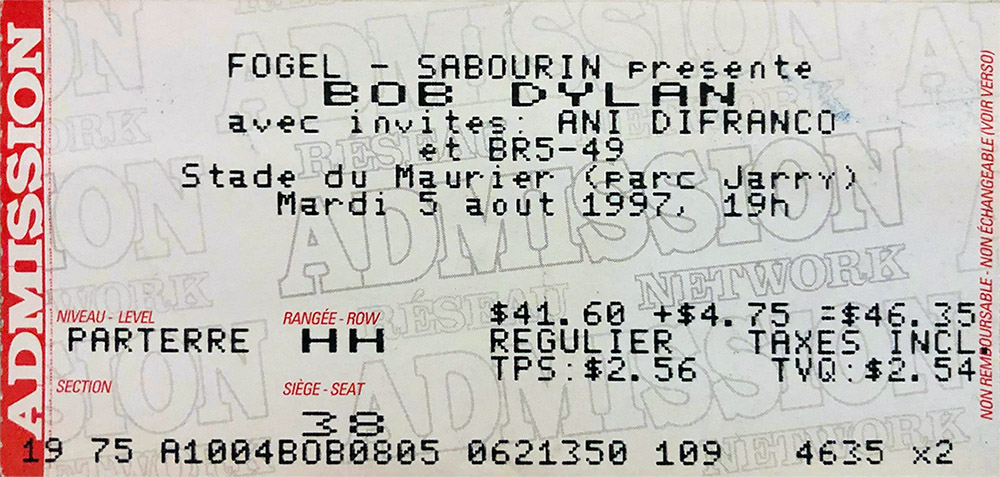 ADMISSION
FOGEL - SABOURIN presente
BOB DYLAN
avec invites: ANI DIFRANCO
et BR5-49
Stade du Maurier (parc Jarry)
Mardi 5 aout 1997, 19h
NIVEAU - LEVEL
PARTERRE
RANGÉE - ROW
HH
$41.60 +$4.75 =$46.35
REGULIER TAXES INCL.
TPS:$2.56 TVQ:$2.54
SECTION
SIÈGE - SEAT
38
19 75 A1004BOB0805 0621350 109 4635 x2
NON REMBOURSABLE - NON ÉCHANGEABLE (VOIR VERSO)
RÉSEAU
ADMISSION
NETWORK